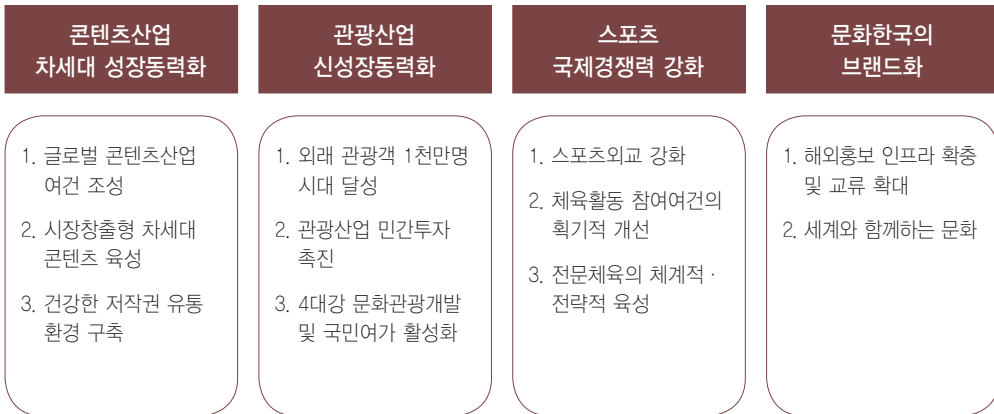 콘텐츠산업
차세대 성장동력화
1. 글로벌 콘텐츠산업
여건 조성
2. 시장창출형 차세대
콘텐츠 육성
3. 건강한 저작권 유통
환경 구축
관광산업
신성장동력화
1. 외래 관광객 1천만명
시대 달성
2. 관광산업 민간투자
촉진
3. 4대강 문화관광개발
및 국민여가 활성화
스포츠
국제경쟁력 강화
1. 스포츠외교 강화
2. 체육활동 참여여건의
획기적 개선
3. 전문체육의 체계적 ·
전략적 육성
문화한국의
브랜드화
1. 해외홍보 인프라 확충
및 교류 확대
2. 세계와 함께하는 문화